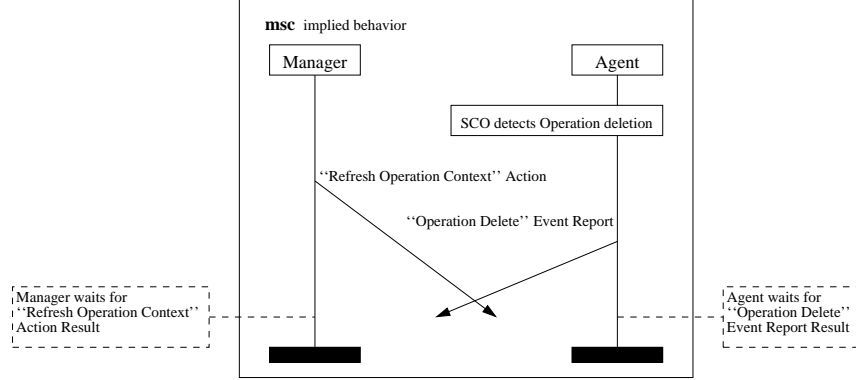 msc implied behavior
Manager
Agent
SCO detects Operation deletion
‘‘Refresh Operation Context’’ Action
‘‘Operation Delete’’ Event Report
Manager waits for
‘‘Refresh Operation Context’’
Action Result
Agent waits for
‘‘Operation Delete’’
Event Report Result